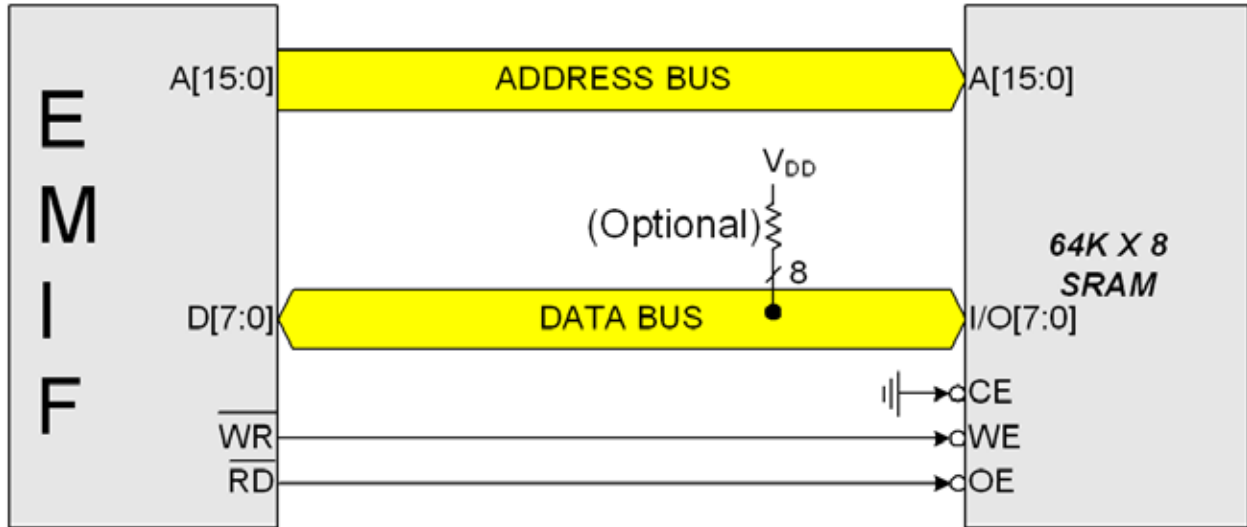 EMIF
A[15:0] ADDRESS BUS A[15:0]
VDD
(Optional)
8
64K X 8
SRAM
D[7:0] DATA BUS I/O[7:0]
CE
WR WE
RD OE